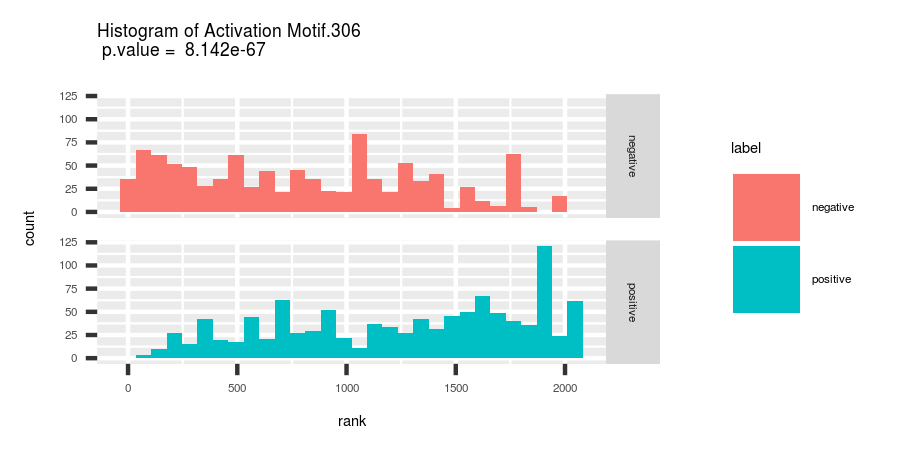 Histogram of Activation Motif.306
p.value = 8.142e-67
count
125
100
75
50
25
0
negative
125
100
75
50
25
0
positive
0 500 1000 1500 2000
rank
label
negative
positive